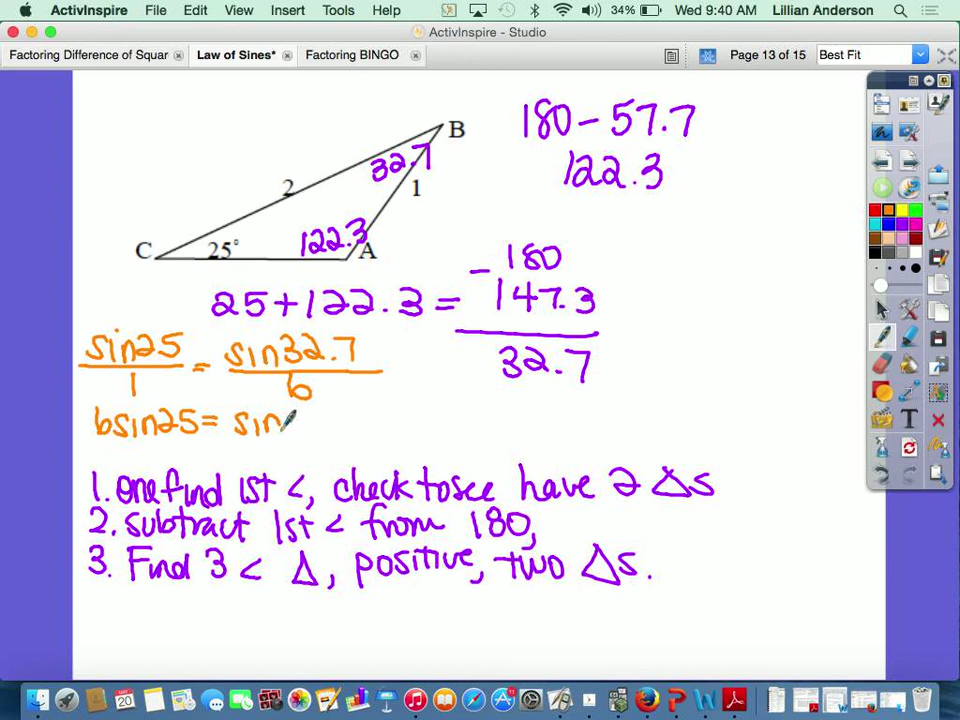 ActivInspire File Edit View Insert Tools Help 34% Wed 9:40 AM Lillian Anderson
ActivInspire - Studio
Factoring Difference of Squar Law of Sines* Factoring BINGO Page 13 of 15 Best Fit
B
32.7
2
1
C
25°
122.3
A
180 - 57.7
122.3
25 + 122.3 =
- 180
147.3
32.7
sin25 = sin32.7
1 b
bsin25 = sin
1. one find 1st <, check to see have 2 Δs
2. subtract 1st < from 180,
3. Find 3 < Δ, positive, two Δs.